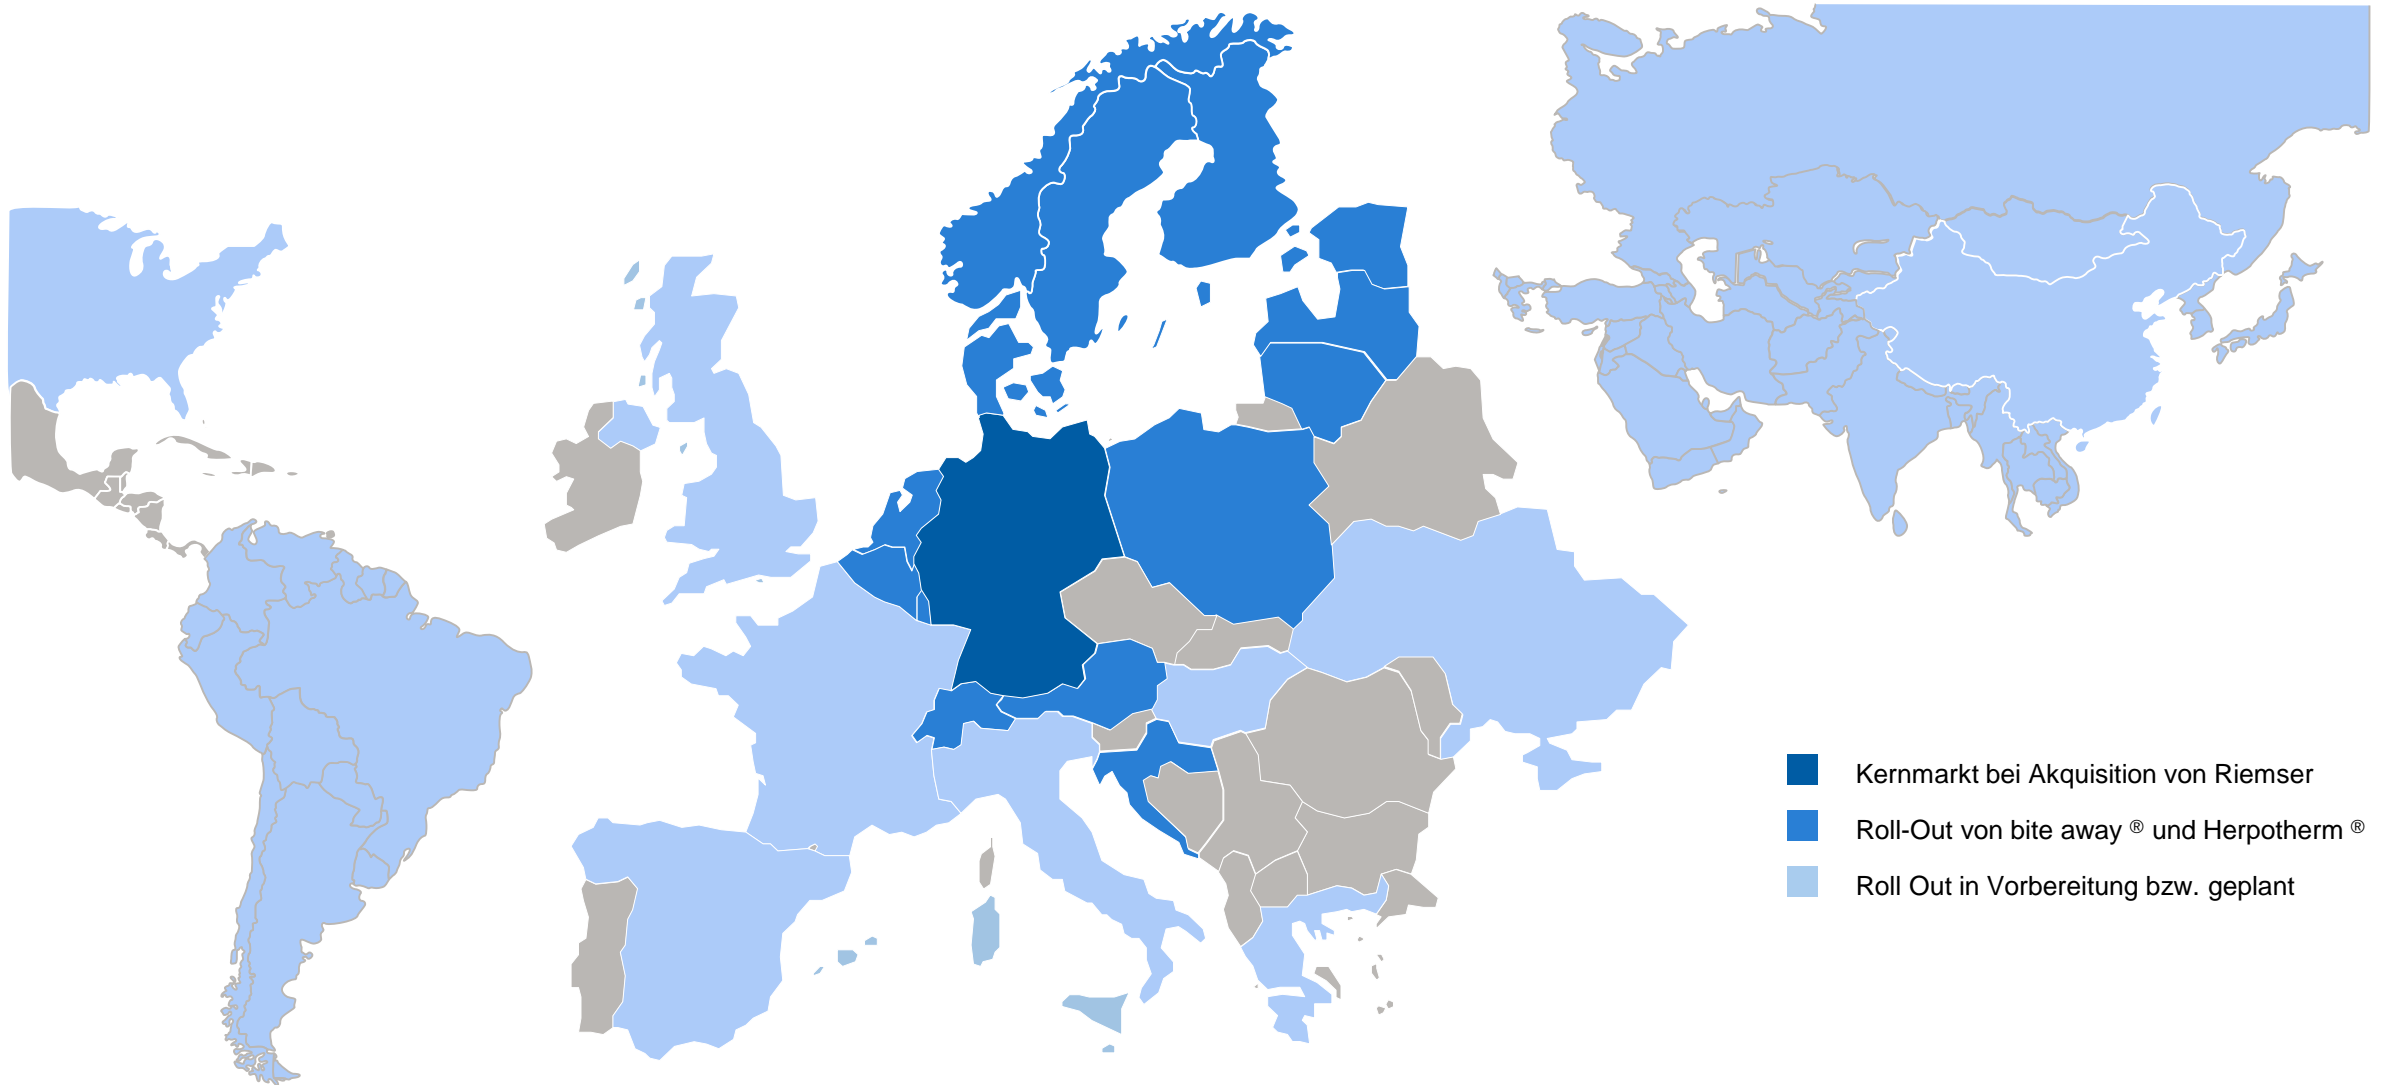 Kernmarkt bei Akquisition von Riemser
Roll-Out von bite away ® und Herpotherm ®
Roll Out in Vorbereitung bzw. geplant